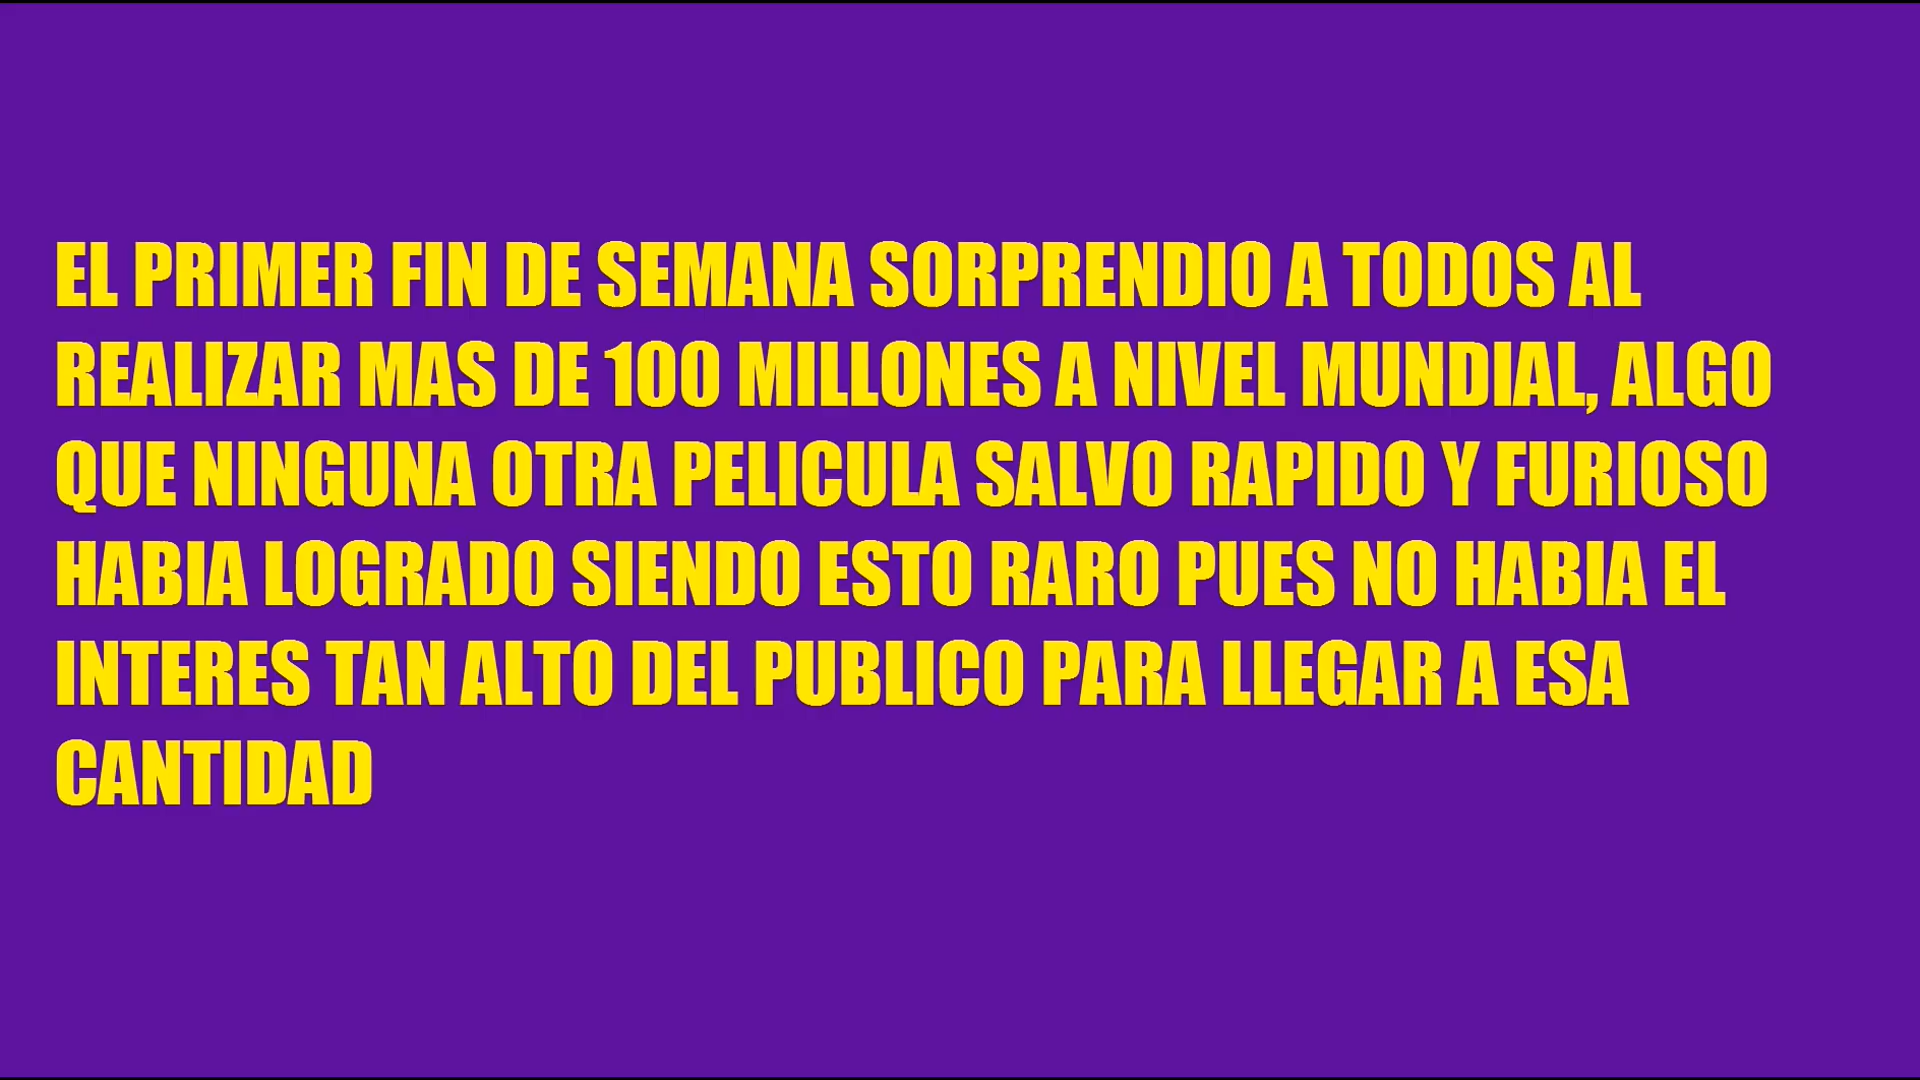 EL PRIMER FIN DE SEMANA SORPRENDIO A TODOS AL
REALIZAR MAS DE 100 MILLONES A NIVEL MUNDIAL, ALGO
QUE NINGUNA OTRA PELICULA SALVO RAPIDO Y FURIOSO
HABIA LOGRADO SIENDO ESTO RARO PUES NO HABIA EL
INTERES TAN ALTO DEL PUBLICO PARA LLEGAR A ESA
CANTIDAD